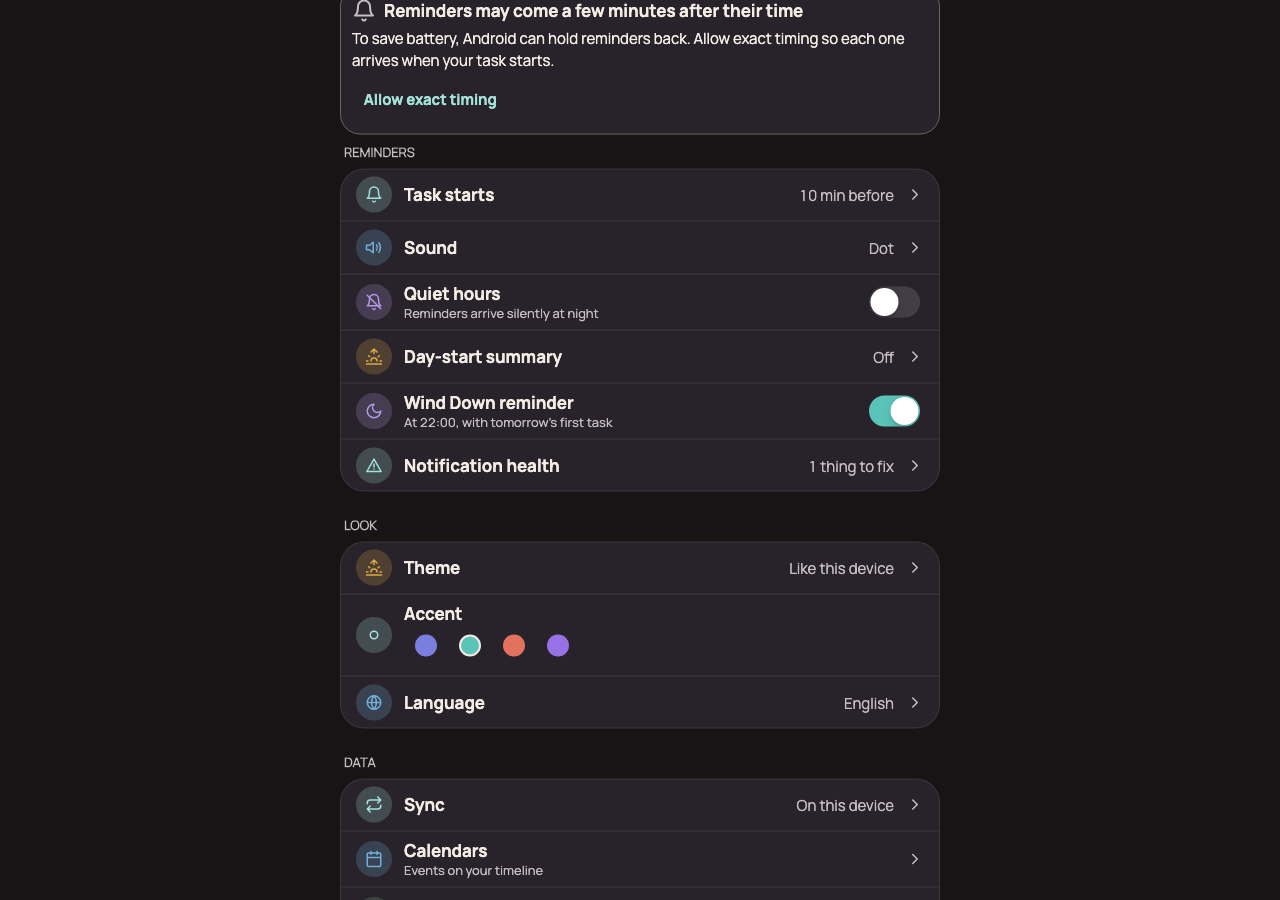 Reminders may come a few minutes after their time
To save battery, Android can hold reminders back. Allow exact timing so each one
arrives when your task starts.
Allow exact timing
REMINDERS
Task starts
10 min before
Sound
Dot
Quiet hours
Reminders arrive silently at night
Day-start summary
Off
Wind Down reminder
At 22:00, with tomorrow's first task
Notification health
1 thing to fix
LOOK
Theme
Like this device
Accent
Language
English
DATA
Sync
On this device
Calendars
Events on your timeline